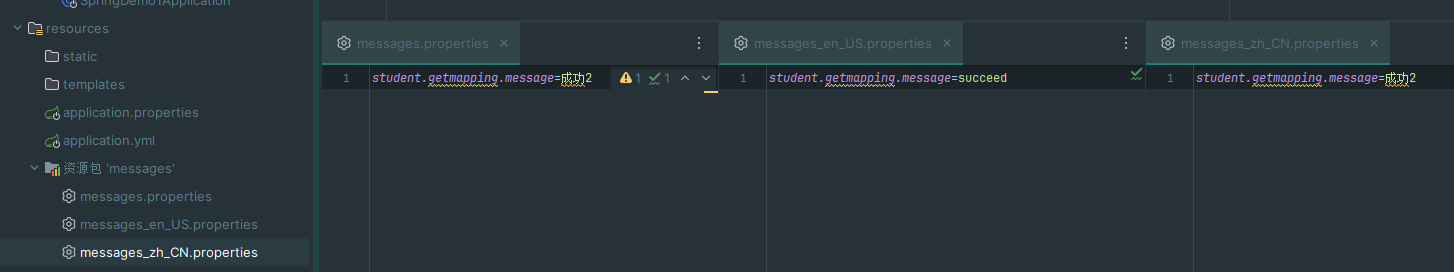 SpringDemo1Application
resources
static
templates
application.properties
application.yml
资源包 'messages'
messages.properties
messages_en_US.properties
messages_zh_CN.properties
messages.properties
1 student.getmapping.message=成功2
1 1
messages_en_US.properties
1 student.getmapping.message=succeed
messages_zh_CN.properties
1 student.getmapping.message=成功2